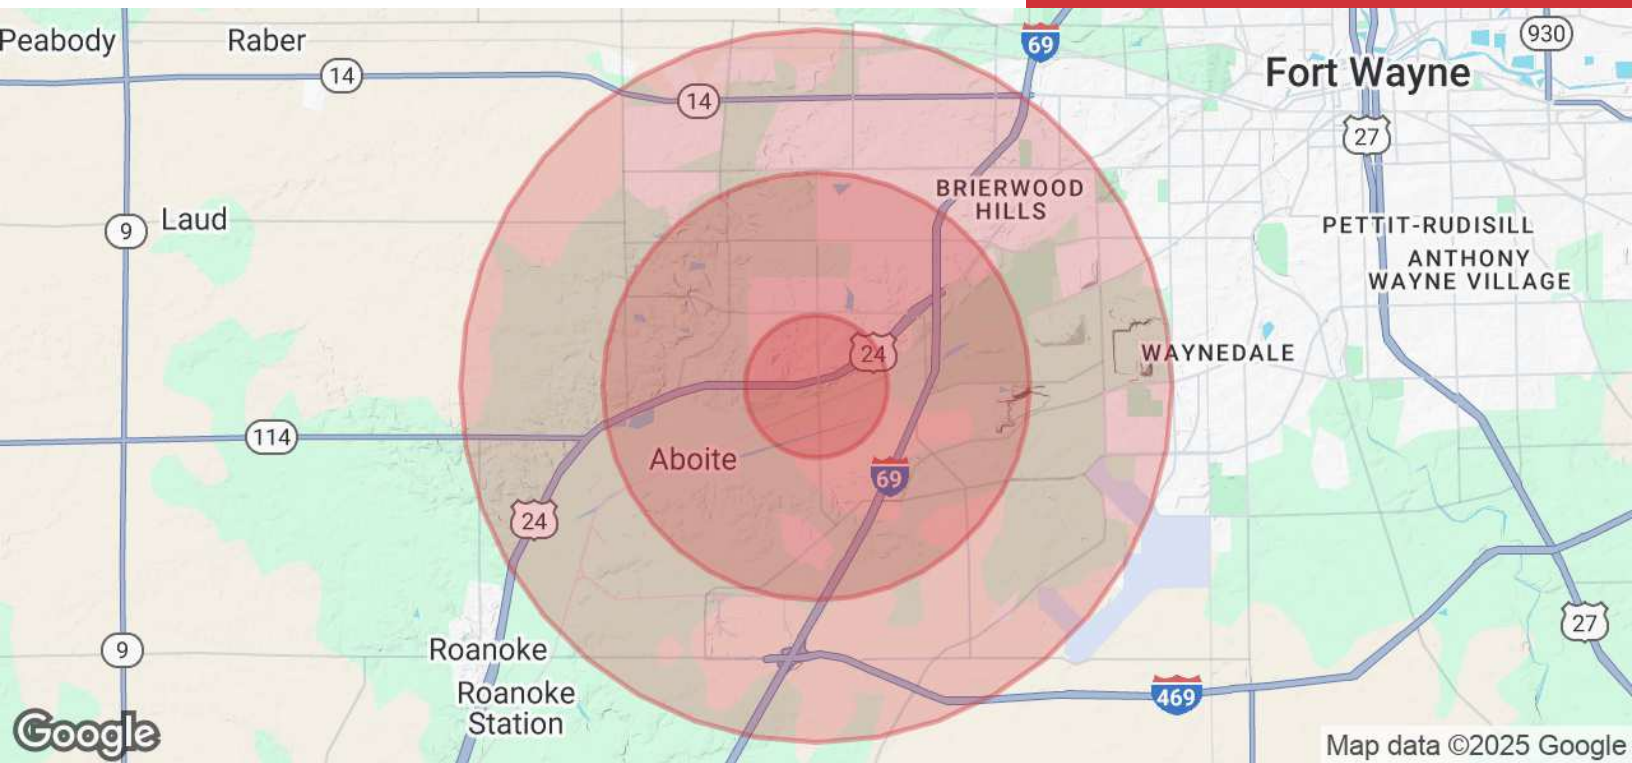 Peabody
Raber
69
930
Fort Wayne
14
14
27
BRIERWOOD
HILLS
9
Laud
PETTIT-RUDISILL
ANTHONY
WAYNE VILLAGE
24
WAYNEDALE
114
Aboite
69
24
27
9
Roanoke
Roanoke
Station
469
Google
Map data ©2025 Google